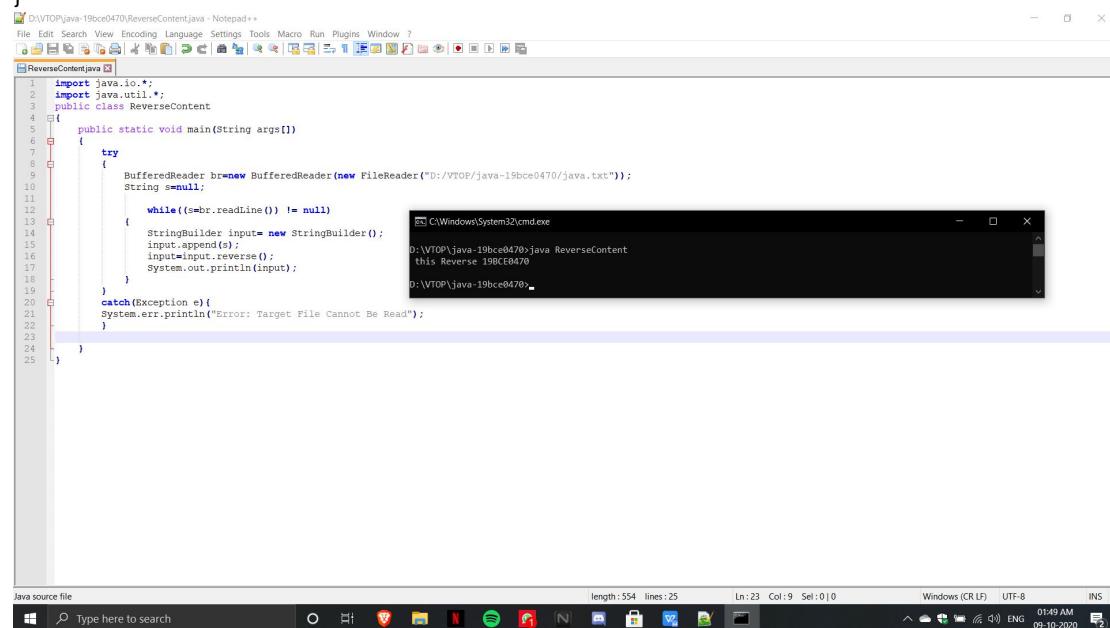 }
D:\VTOP\java-19bce0470\ReverseContent.java - Notepad++
File Edit Search View Encoding Language Settings Tools Macro Run Plugins Window ?
ReverseContent.java
1 import java.io.*;
2 import java.util.*;
3 public class ReverseContent
4 {
5 public static void main(String args[])
6 {
7 try
8 {
9 BufferedReader br=new BufferedReader(new FileReader("D:/VTOP/java-19bce0470/java.txt"));
10 String s=null;
11
12 while((s=br.readLine()) != null)
13 {
14 StringBuilder input= new StringBuilder();
15 input.append(s);
16 input=input.reverse();
17 System.out.println(input);
18 }
19 }
20 catch(Exception e){
21 System.err.println("Error: Target File Cannot Be Read");
22 }
23
24 }
25 }
C:\Windows\System32\cmd.exe
D:\VTOP\java-19bce0470>java ReverseContent
this Reverse 19BCE0470
D:\VTOP\java-19bce0470>
Java source file length : 554 lines : 25 Ln : 23 Col : 9 Sel : 0 | 0 Windows (CR LF) UTF-8 INS
Type here to search ENG 01:49 AM
09-10-2020